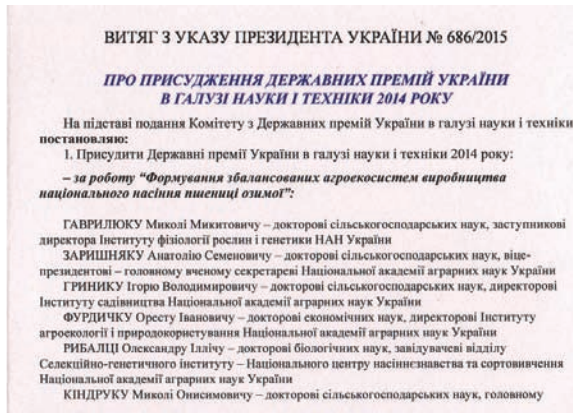 ВИТЯГ З УКАЗУ ПРЕЗИДЕНТА УКРАЇНИ № 686/2015
ПРО ПРИСУДЖЕННЯ ДЕРЖАВНИХ ПРЕМІЙ УКРАЇНИ
В ГАЛУЗІ НАУКИ І ТЕХНІКИ 2014 РОКУ
На підставі подання Комітету з Державних премій України в галузі науки і техніки
постановляю:
1. Присудити Державні премії України в галузі науки і техніки 2014 року:
– за роботу “Формування збалансованих агроекосистем виробництва
національного насіння пшениці озимої”:
ГАВРИЛЮКУ Миколі Микитовичу – докторові сільськогосподарських наук, заступникові
директора Інституту фізіології рослин і генетики НАН України
ЗАРИШНЯКУ Анатолію Семеновичу – докторові сільськогосподарських наук, віце-
президентові – головному вченому секретареві Національної академії аграрних наук України
ГРИНИКУ Ігорю Володимировичу – докторові сільськогосподарських наук, директорові
Інституту садівництва Національної академії аграрних наук України
ФУРДИЧКУ Оресту Івановичу – докторові економічних наук, директорові Інституту
агроекології і природокористування Національної академії аграрних наук України
РИБАЛЦІ Олександру Іллічу – докторові біологічних наук, завідувачеві відділу
Селекційно-генетичного інституту – Національного центру насіннєзнавства та сортовивчення
Національної академії аграрних наук України
КІНДРУКУ Миколі Онисимовичу – докторові сільськогосподарських наук, головному